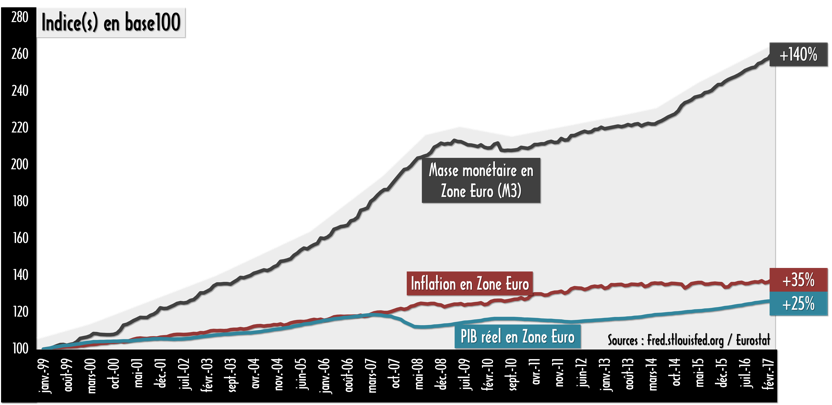 Indice(s) en base100
280
260
240
220
200
180
160
140
120
100
+140%
Masse monétaire en
Zone Euro (M3)
Inflation en Zone Euro
+35%
+25%
PIB réel en Zone Euro
Sources : Fred.stlouisfed.org / Eurostat
janv.-99
août-99
mars-00
oct.-00
mai-01
déc.-01
juil.-02
févr.-03
sept.-03
avr.-04
nov.-04
juin-05
janv.-06
août-06
mars-07
oct.-07
mai-08
déc.-08
juil.-09
févr.-10
sept.-10
avr.-11
nov.-11
juin-12
janv.-13
août-13
mars-14
oct.-14
mai-15
déc.-15
juil.-16
févr.-17